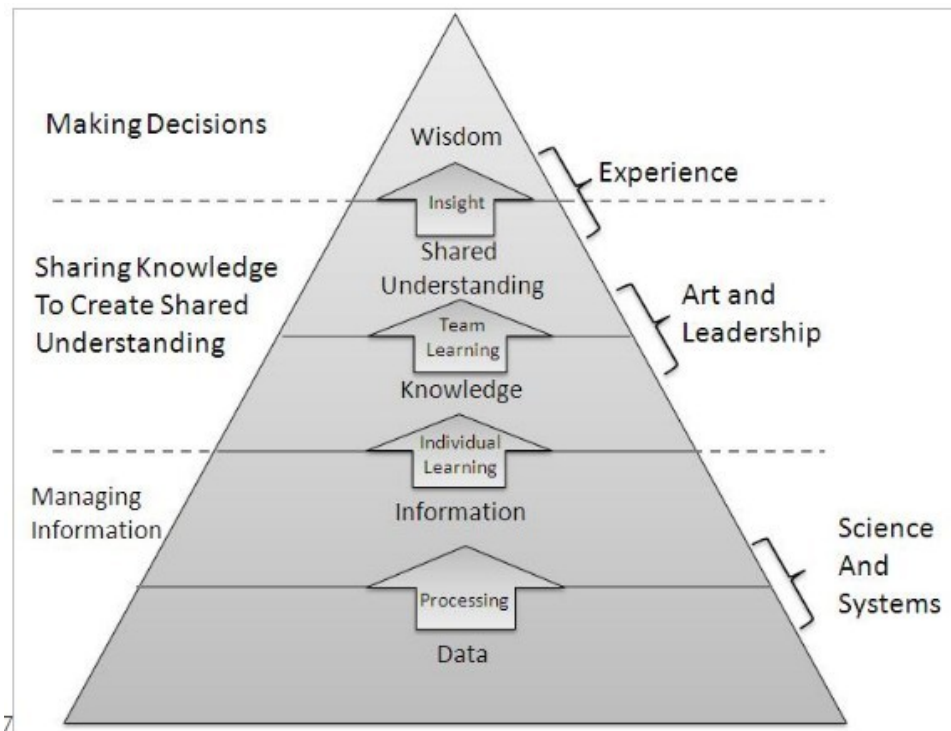 Making Decisions
Wisdom
Experience
Insight
Sharing Knowledge
To Create Shared
Understanding
Shared
Understanding
Art and
Leadership
Team
Learning
Knowledge
Individual
Learning
Managing
Information
Information
Science
And
Systems
Processing
Data
7